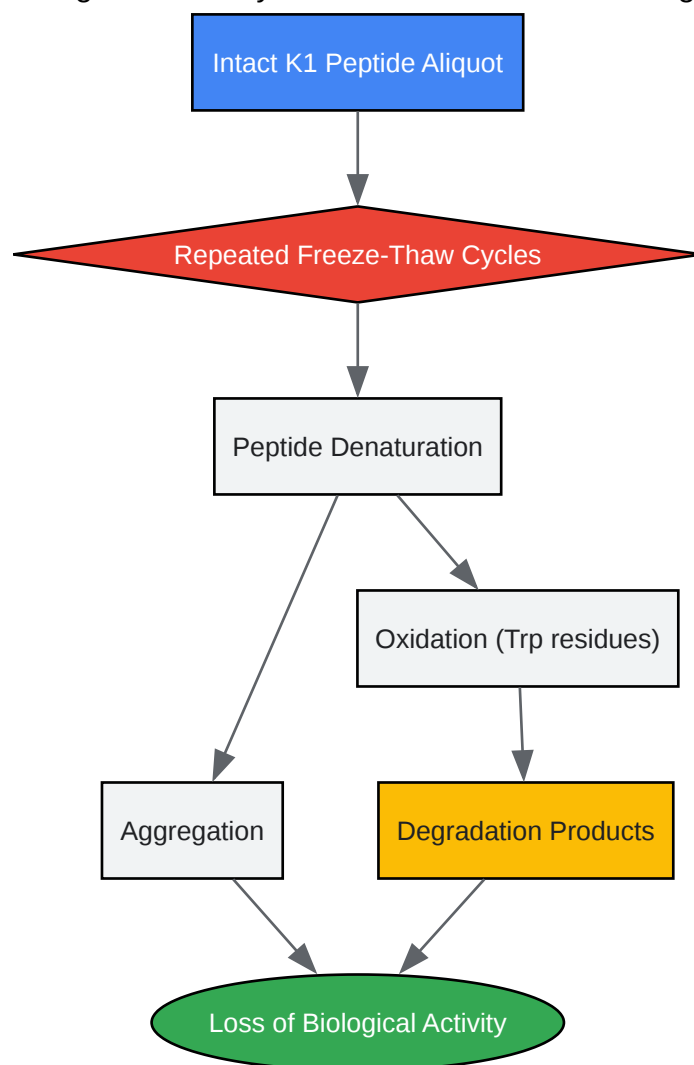 Intact K1 Peptide Aliquot
Repeated Freeze-Thaw Cycles
Peptide Denaturation
Oxidation (Trp residues)
Aggregation
Degradation Products
Loss of Biological Activity